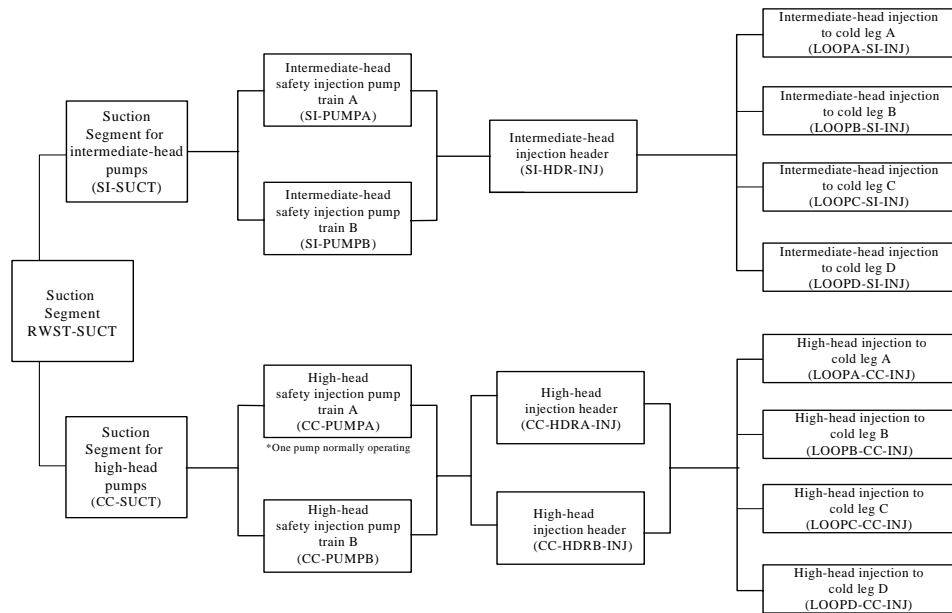 Suction
Segment
RWST-SUCT
Suction
Segment for
intermediate-head
pumps
(SI-SUCT)
Intermediate-head
safety injection pump
train A
(SI-PUMPA)
Intermediate-head
safety injection pump
train B
(SI-PUMPB)
Intermediate-head
injection header
(SI-HDR-INJ)
Intermediate-head injection
to cold leg A
(LOOPA-SI-INJ)
Intermediate-head injection
to cold leg B
(LOOPB-SI-INJ)
Intermediate-head injection
to cold leg C
(LOOPC-SI-INJ)
Intermediate-head injection
to cold leg D
(LOOPD-SI-INJ)
Suction
Segment for
high-head
pumps
(CC-SUCT)
High-head
safety injection pump
train A
(CC-PUMPA)
*One pump normally operating
High-head
safety injection pump
train B
(CC-PUMPB)
High-head
injection header
(CC-HDRA-INJ)
High-head
injection header
(CC-HDRB-INJ)
High-head injection to
cold leg A
(LOOPA-CC-INJ)
High-head injection to
cold leg B
(LOOPB-CC-INJ)
High-head injection to
cold leg C
(LOOPC-CC-INJ)
High-head injection to
cold leg D
(LOOPD-CC-INJ)